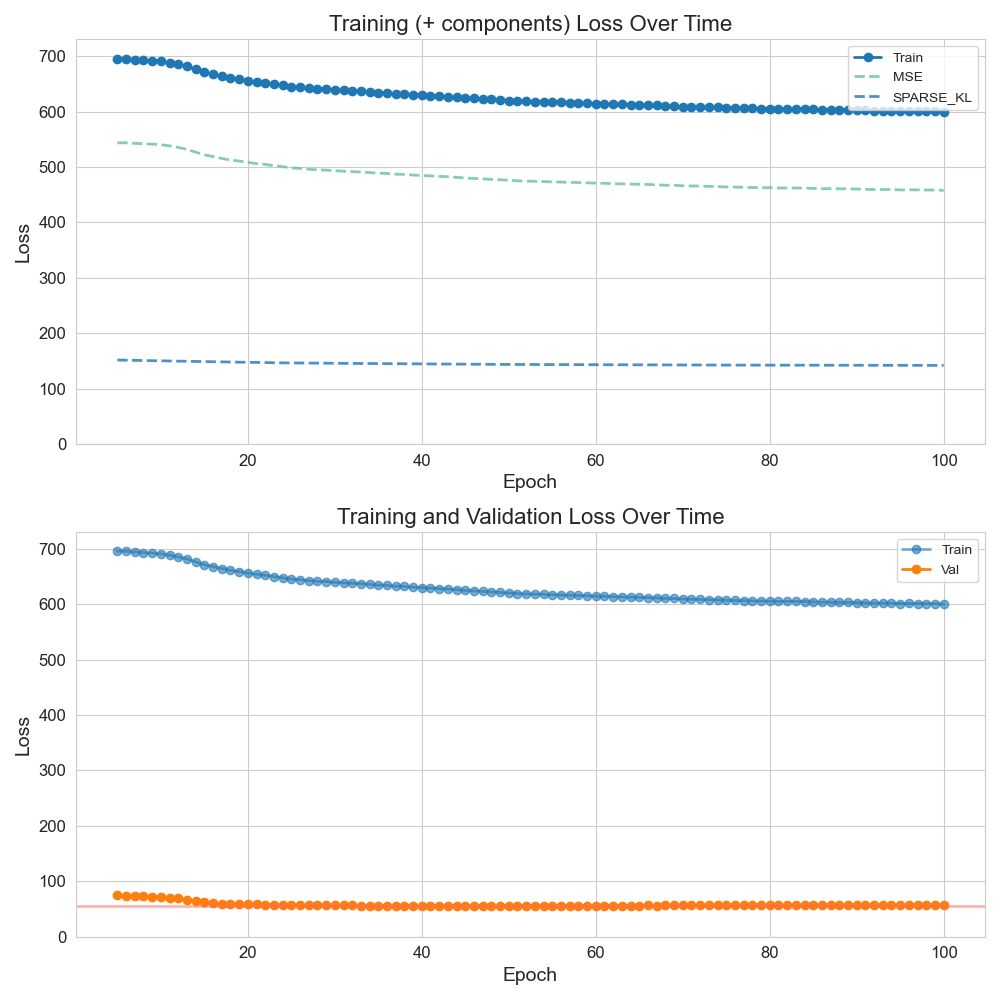 Training (+ components) Loss Over Time
700
600
500
400
300
200
100
0
Loss
Train
MSE
SPARSE_KL
20
40
60
80
100
Epoch
Training and Validation Loss Over Time
700
600
500
400
300
200
100
0
Loss
Train
Val
20
40
60
80
100
Epoch